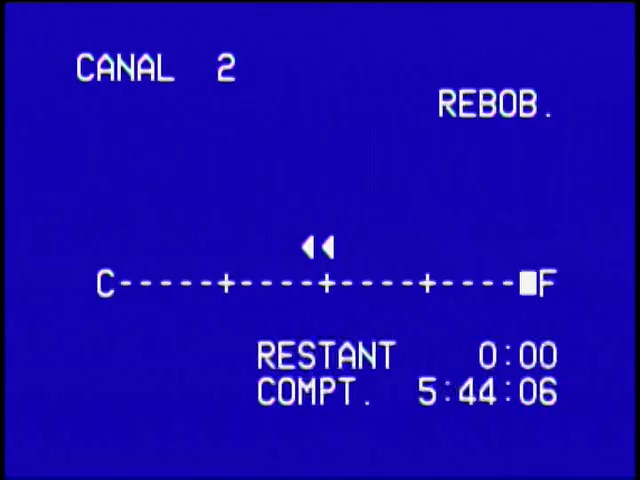 CANAL 2
REBOB.
C-----+----+----+----■F
RESTANT 0:00
COMPT. 5:44:06